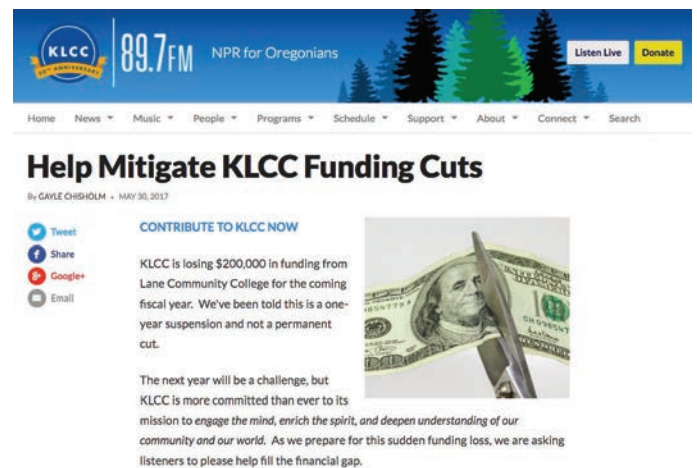 KLCC
50TH ANNIVERSARY
89.7FM
NPR for Oregonians
Listen Live
Donate
Home News Music People Programs Schedule Support About Connect Search
Help Mitigate KLCC Funding Cuts
By GAYLE CHISHOLM • MAY 30, 2017
Tweet
Share
Google+
Email
CONTRIBUTE TO KLCC NOW
KLCC is losing $200,000 in funding from
Lane Community College for the coming
fiscal year. We've been told this is a one-
year suspension and not a permanent
cut.
The next year will be a challenge, but
KLCC is more committed than ever to its
mission to engage the mind, enrich the spirit, and deepen understanding of our
community and our world. As we prepare for this sudden funding loss, we are asking
listeners to please help fill the financial gap.